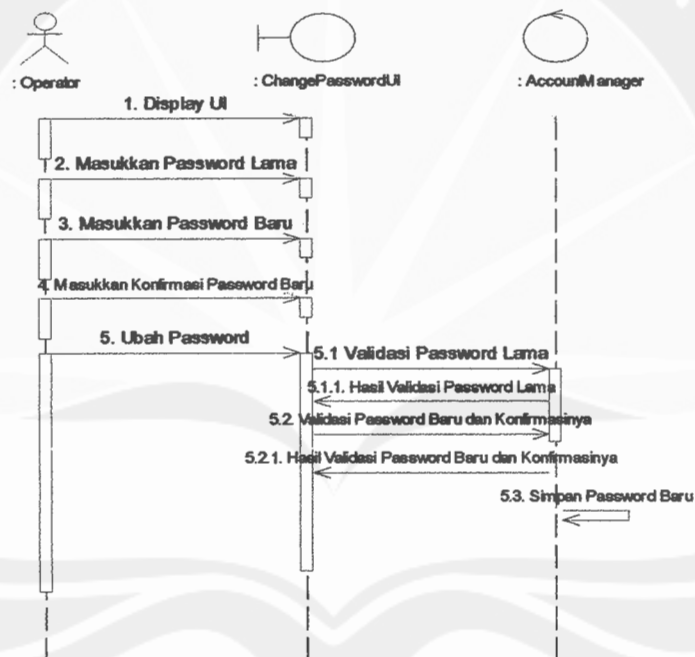 : Operator
: ChangePasswordUI
: AccountManager
1. Display UI
2. Masukkan Password Lama
3. Masukkan Password Baru
4. Masukkan Konfirmasi Password Baru
5. Ubah Password
5.1 Validasi Password Lama
5.1.1. Hasil Validasi Password Lama
5.2. Validasi Password Baru dan Konfirmasinya
5.2.1. Hasil Validasi Password Baru dan Konfirmasinya
5.3. Simpan Password Baru